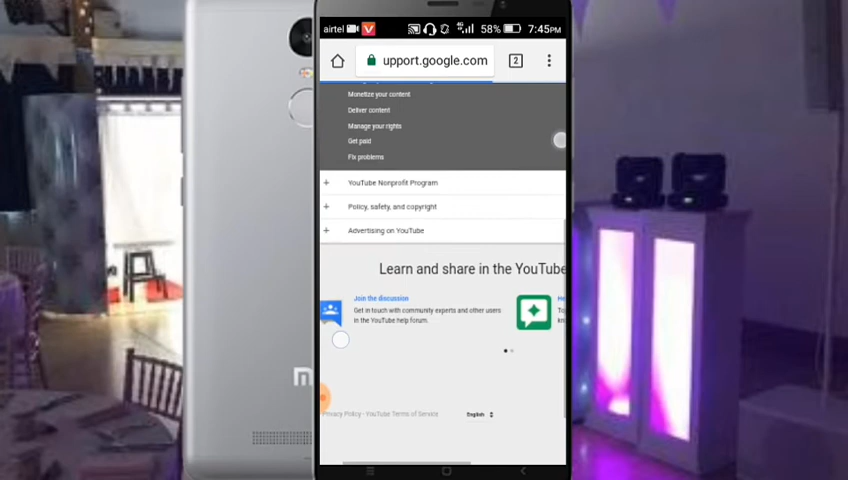 airtel 4G 58% 7:45PM
upport.google.com 2
Monetize your content
Deliver content
Manage your rights
Get paid
Fix problems
+ YouTube Nonprofit Program
+ Policy, safety, and copyright
+ Advertising on YouTube
Learn and share in the YouTube
Join the discussion
Get in touch with community experts and other users
in the YouTube help forum.
Privacy Policy - YouTube Terms of Service English